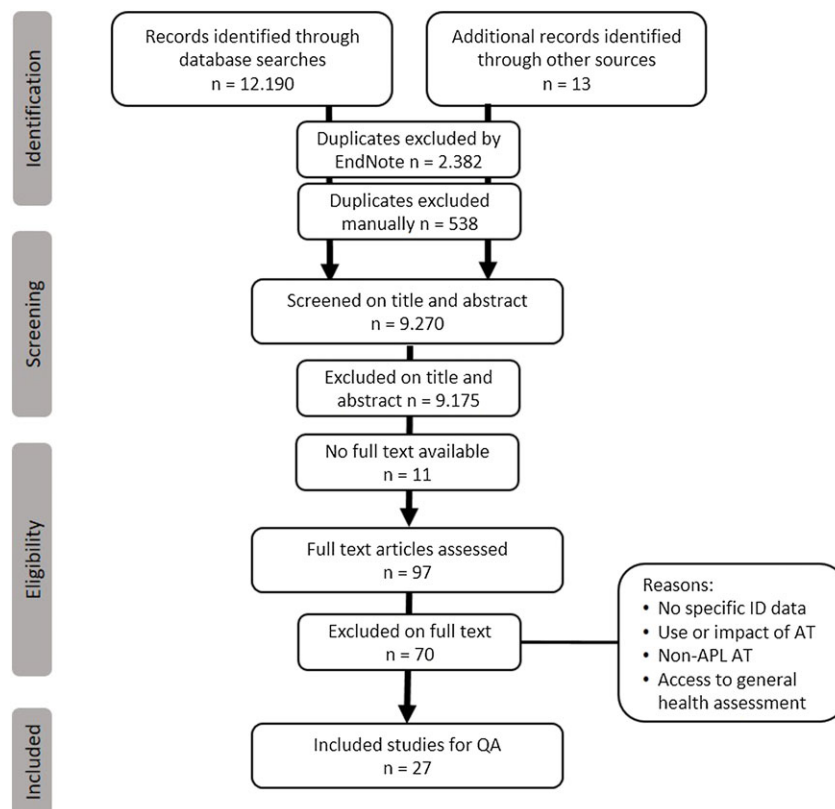 Identification
Records identified through
database searches
n = 12.190
Additional records identified
through other sources
n = 13
Duplicates excluded by
EndNote n = 2.382
Duplicates excluded
manually n = 538
Screening
Screened on title and abstract
n = 9.270
Excluded on title and
abstract n = 9.175
Eligibility
No full text available
n = 11
Full text articles assessed
n = 97
Excluded on full text
n = 70
Reasons:
• No specific ID data
• Use or impact of AT
• Non-APL AT
• Access to general
health assessment
Included
Included studies for QA
n = 27